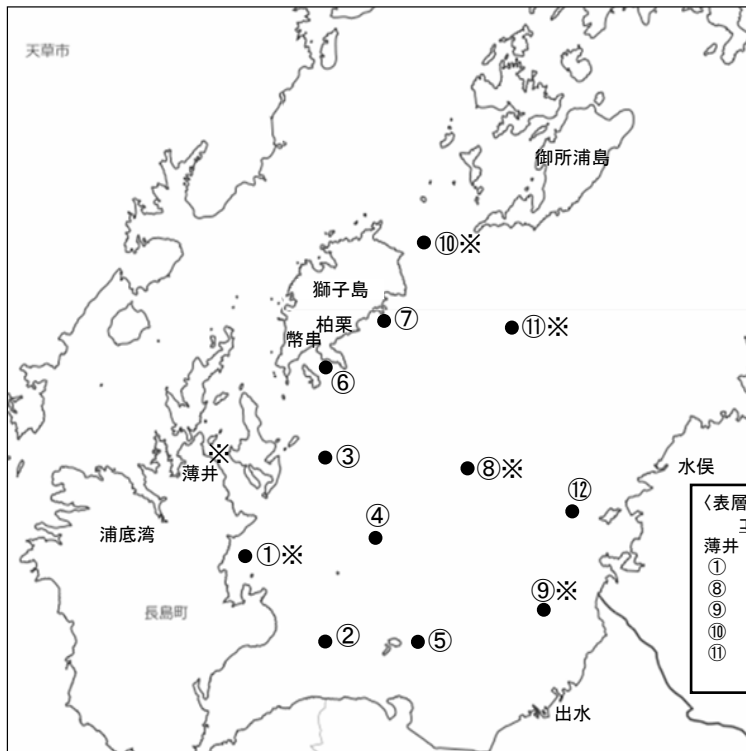 天草市
御所浦島
⑩※
獅子島
柏栗
⑦
⑪※
幣串
⑥
※
③
薄井
⑧※
水俣
⑫
浦底湾
④
①※
⑨※
長島町
②
⑤
出水
〈表層
薄井
①
⑧
⑨
⑩
⑪